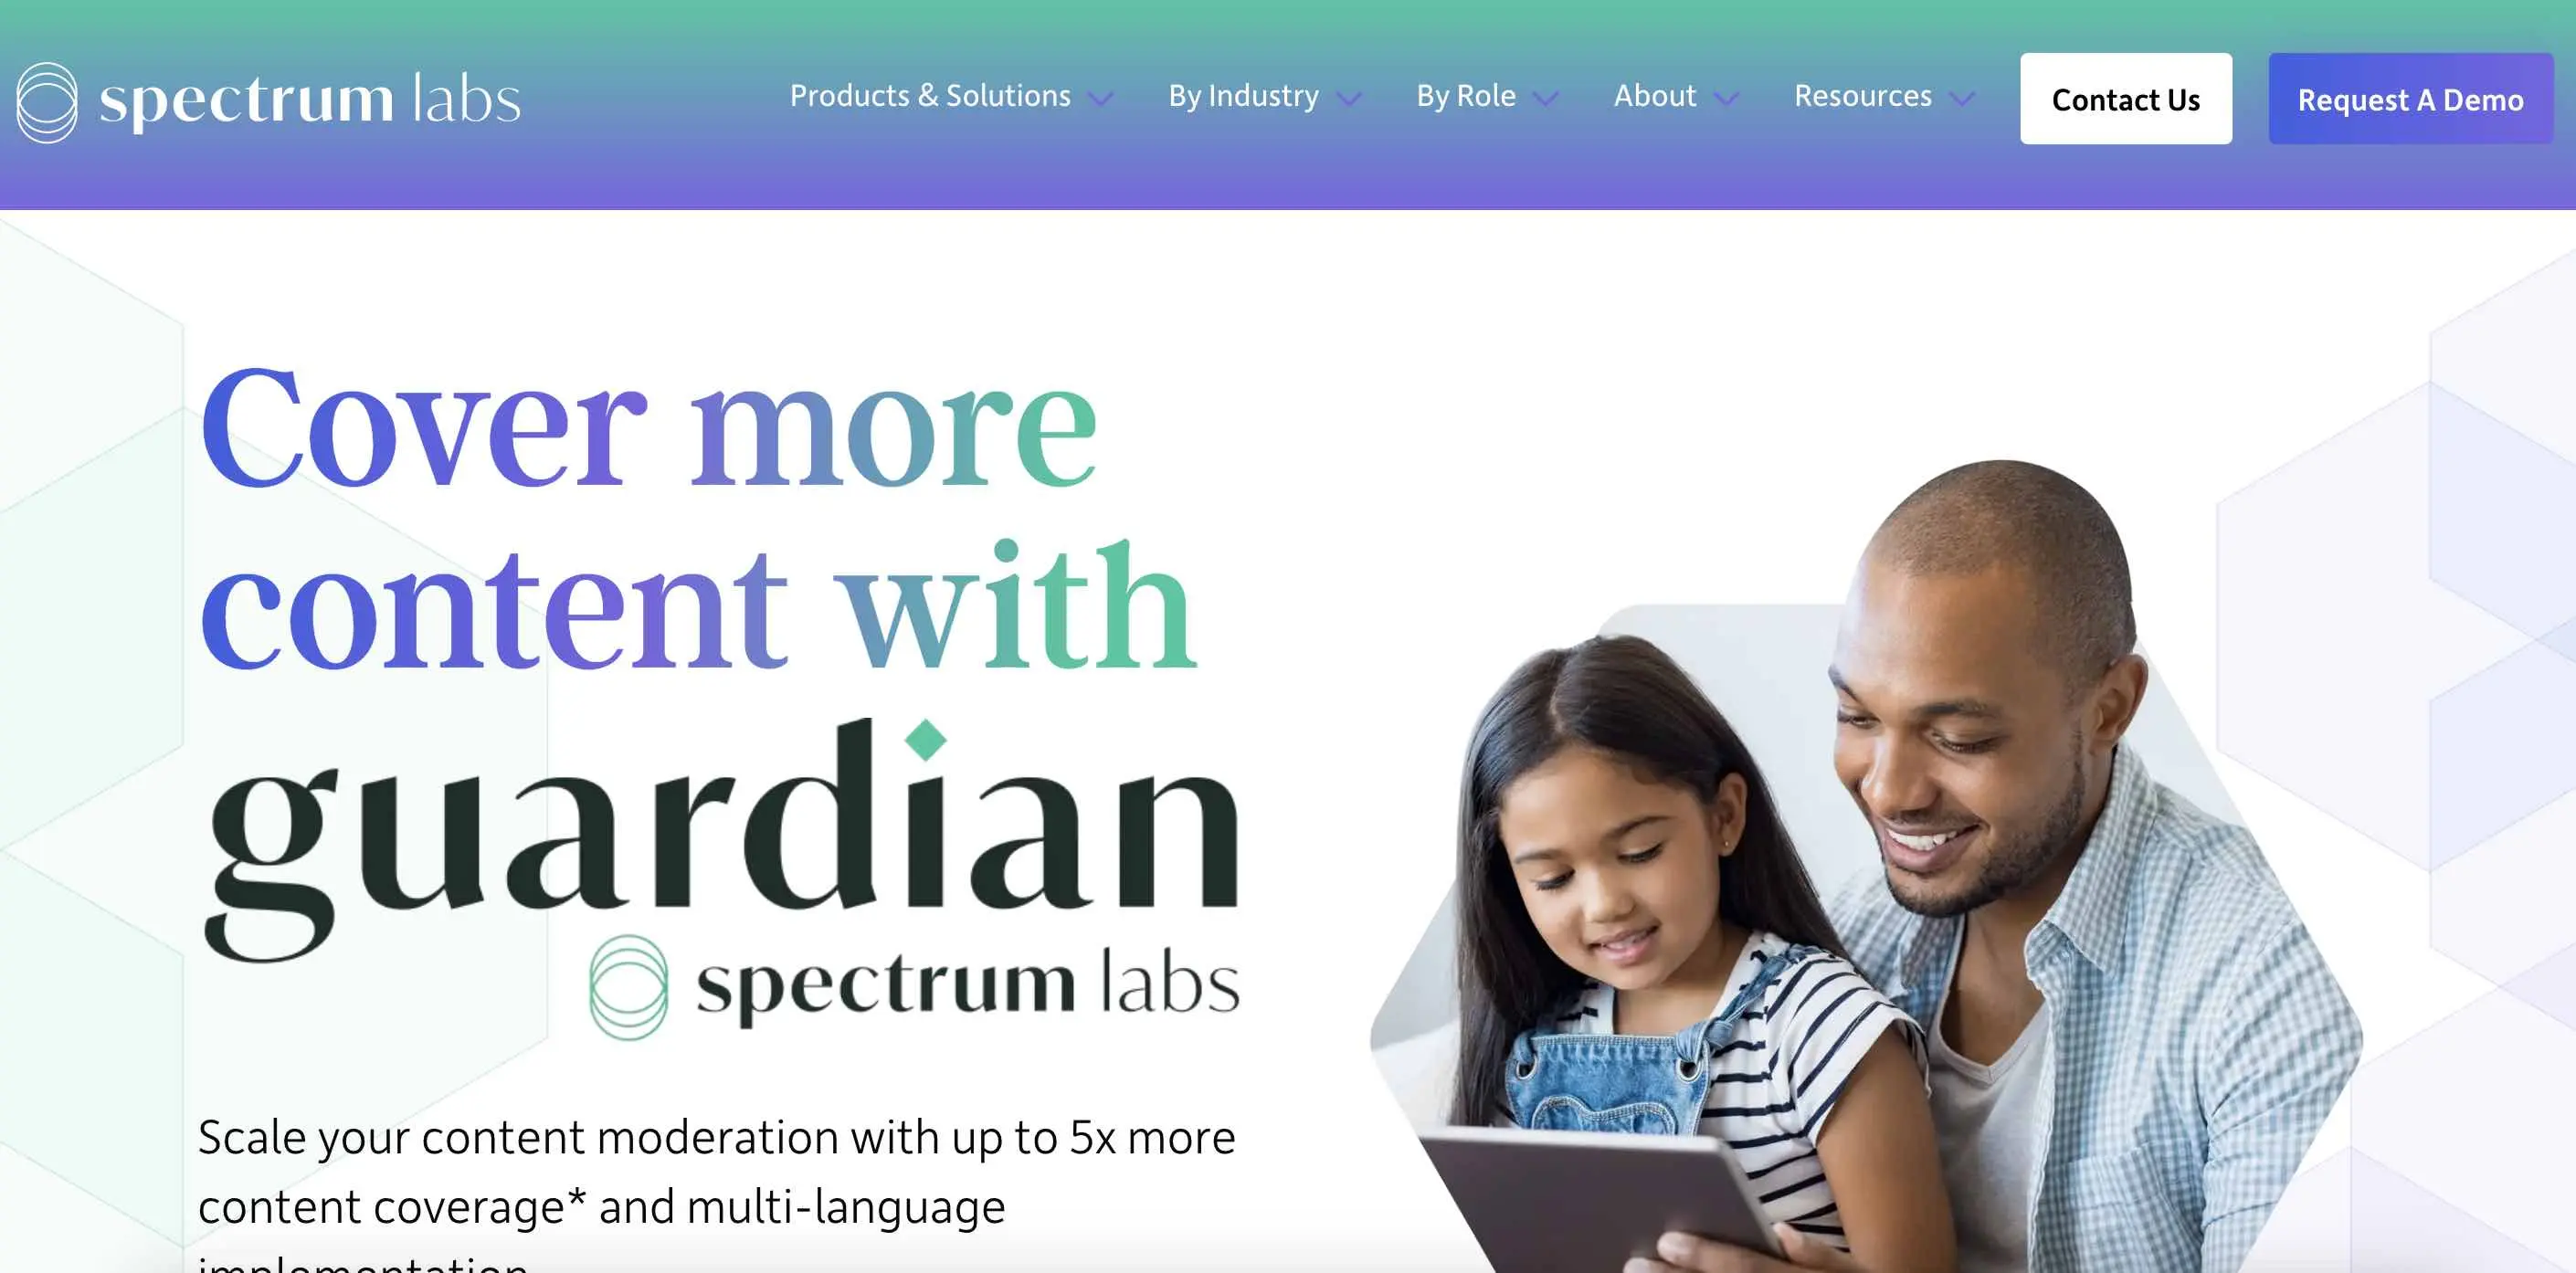 spectrum labs
Products & Solutions By Industry By Role About Resources Contact Us Request A Demo
Cover more
content with
guardian
spectrum labs
Scale your content moderation with up to 5x more
content coverage* and multi-language
implementation